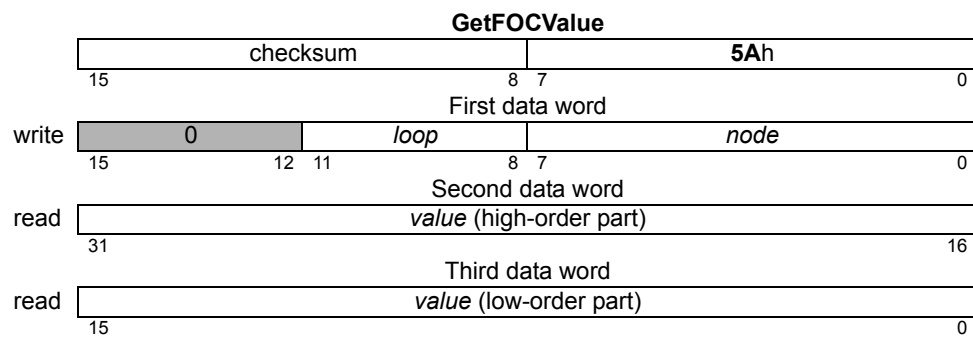 GetFOCValue
checksum 5Ah
15 8 7 0
First data word
write 0 loop node
15 12 11 8 7 0
Second data word
read value (high-order part)
31 16
Third data word
read value (low-order part)
15 0